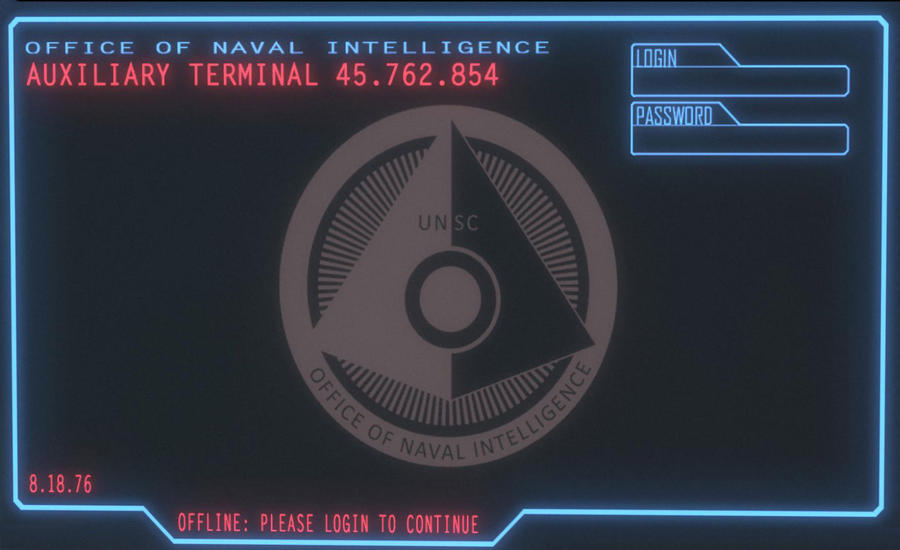 OFFICE OF NAVAL INTELLIGENCE
AUXILIARY TERMINAL 45.762.854
LOGIN
PASSWORD
UNSC
OFFICE OF NAVAL INTELLIGENCE
8.18.76
OFFLINE: PLEASE LOGIN TO CONTINUE